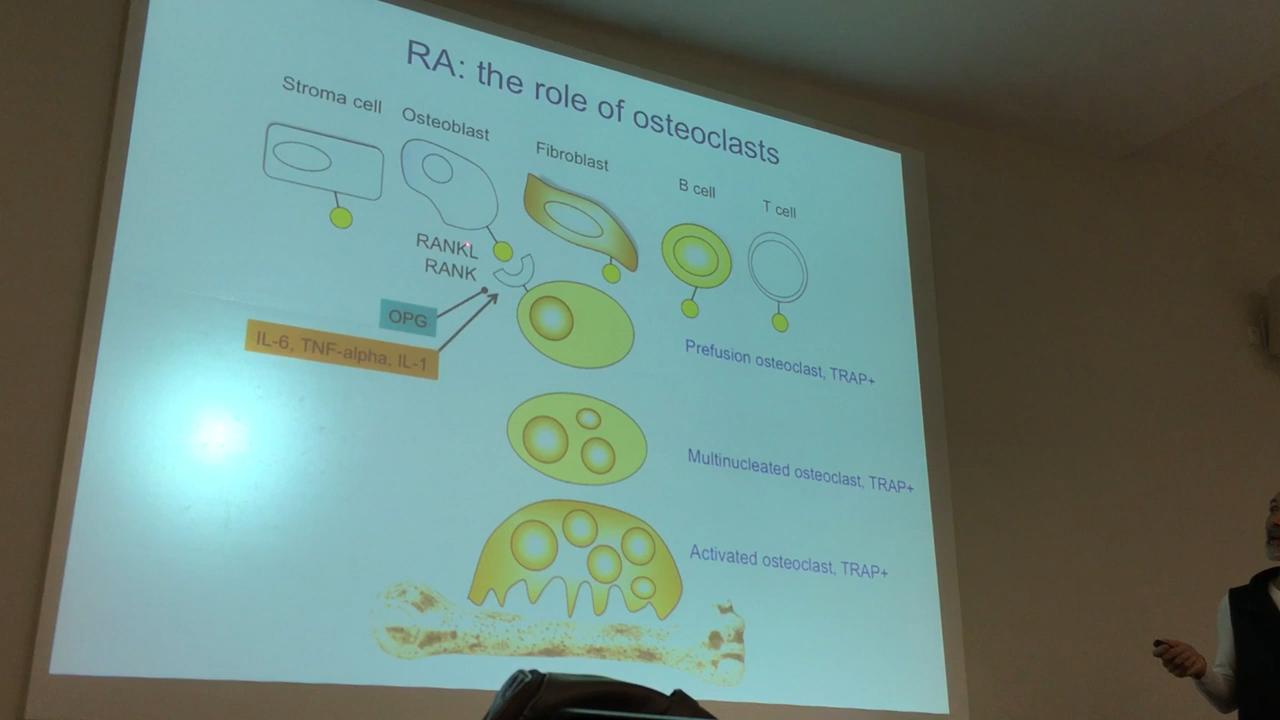 RA: the role of osteoclasts
Stroma cell
Osteoblast
Fibroblast
B cell
T cell
RANKL
RANK
OPG
IL-6, TNF-alpha, IL-1
Prefusion osteoclast, TRAP+
Multinucleated osteoclast, TRAP+
Activated osteoclast, TRAP+